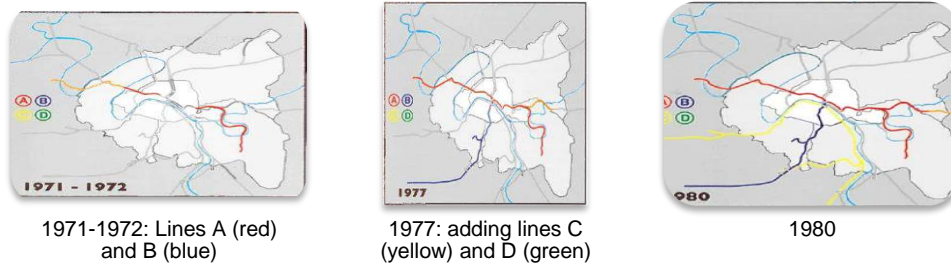 A B
C D
1971 - 1972
A B
C D
1977
A B
C D
980
1971-1972: Lines A (red)
and B (blue)
1977: adding lines C
(yellow) and D (green)
1980